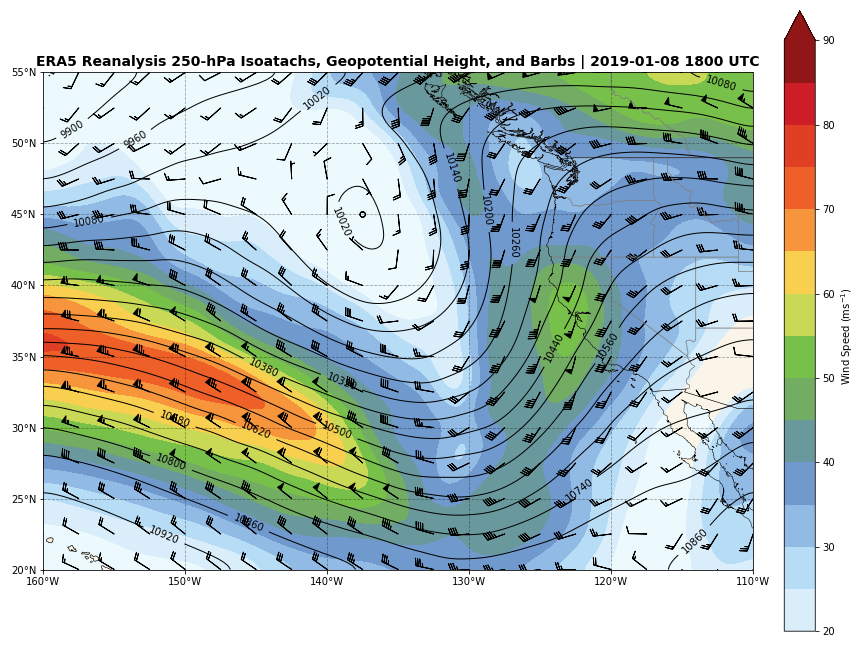 ERA5 Reanalysis 250-hPa Isoatachs, Geopotential Height, and Barbs | 2019-01-08 1800 UTC
55°N
50°N
45°N
40°N
35°N
30°N
25°N
20°N
160°W
150°W
140°W
130°W
120°W
110°W
9900
9960
10020
10080
10140
10020
10200
10260
10080
10440
10560
10380
10320
10500
10620
10680
10800
10740
10860
10860
10920
90
80
70
60
50
40
30
20
Wind Speed (ms⁻¹)